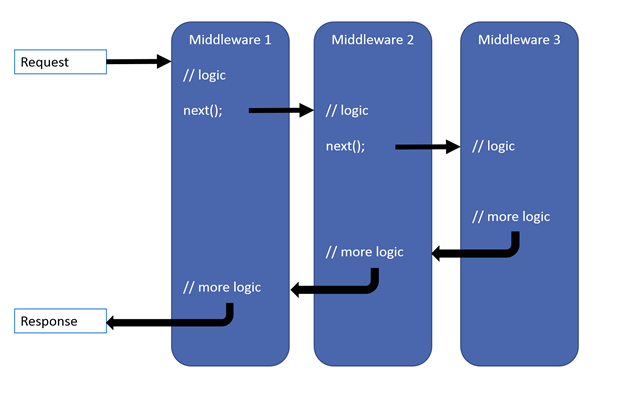 Middleware 1
Middleware 2
Middleware 3
Request
// logic
next();
// logic
next();
// logic
// more logic
// more logic
// more logic
Response